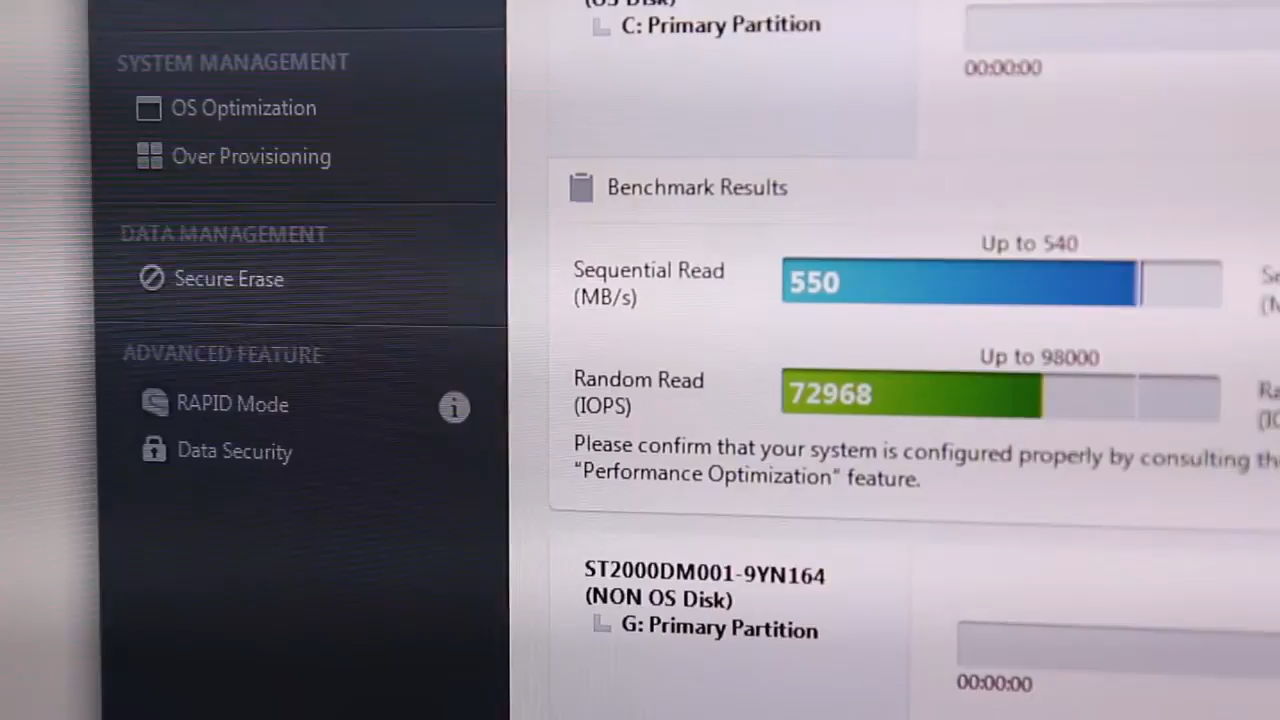 SYSTEM MANAGEMENT
OS Optimization
Over Provisioning
DATA MANAGEMENT
Secure Erase
ADVANCED FEATURE
RAPID Mode
Data Security
(OS Disk)
C: Primary Partition
00:00:00
Benchmark Results
Up to 540
Sequential Read
(MB/s)
550
Up to 98000
Random Read
(IOPS)
72968
Please confirm that your system is configured properly by consulting
"Performance Optimization" feature.
ST2000DM001-9YN164
(NON OS Disk)
G: Primary Partition
00:00:00